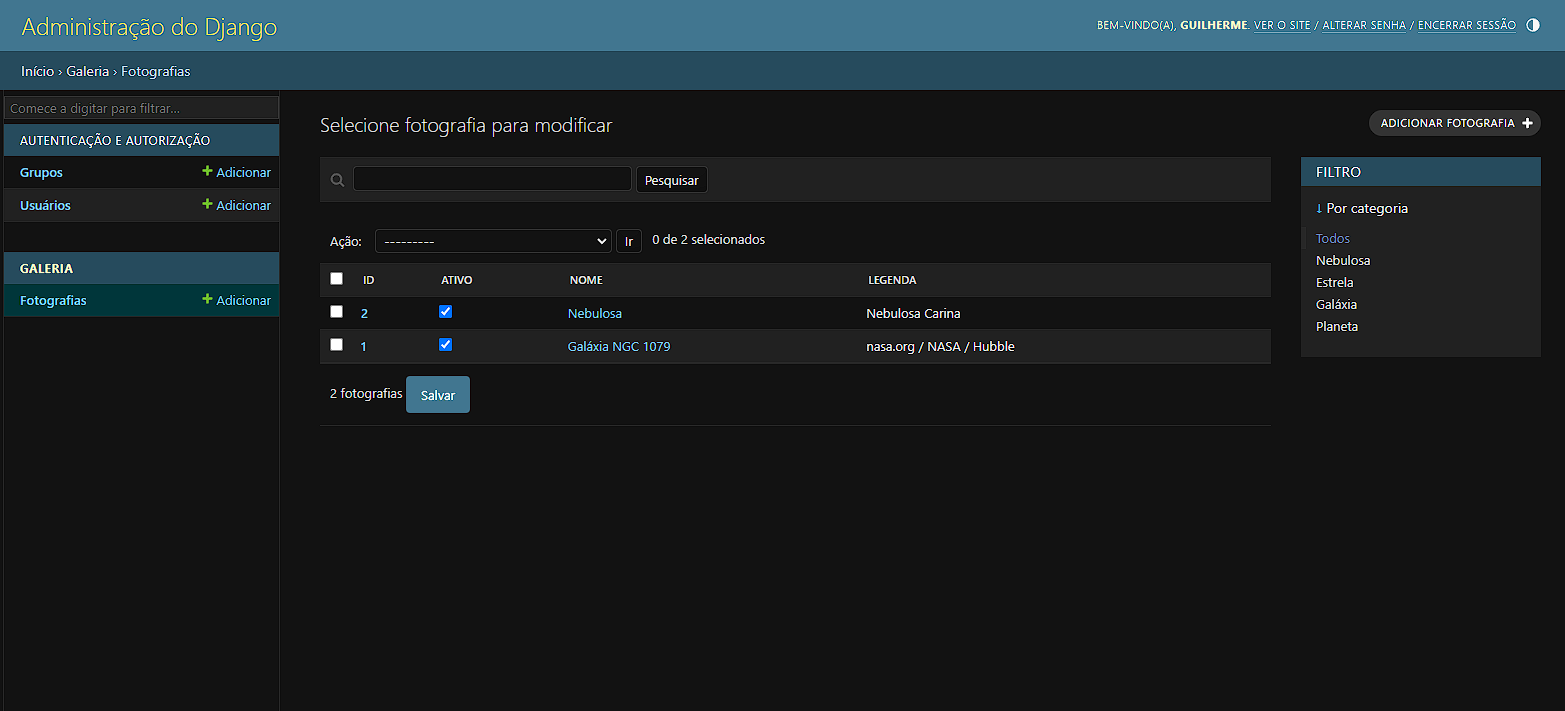 Administração do Django
BEM-VINDO(A), GUILHERME. VER O SITE / ALTERAR SENHA / ENCERRAR SESSÃO
Início › Galeria › Fotografias
Comece a digitar para filtrar...
AUTENTICAÇÃO E AUTORIZAÇÃO
Grupos + Adicionar
Usuários + Adicionar
GALERIA
Fotografias + Adicionar
Selecione fotografia para modificar
ADICIONAR FOTOGRAFIA +
Pesquisar
Ação: --------- Ir 0 de 2 selecionados
ID ATIVO NOME LEGENDA
2 Nebulosa Nebulosa Carina
1 Galáxia NGC 1079 nasa.org / NASA / Hubble
2 fotografias Salvar
FILTRO
↓ Por categoria
Todos
Nebulosa
Estrela
Galáxia
Planeta